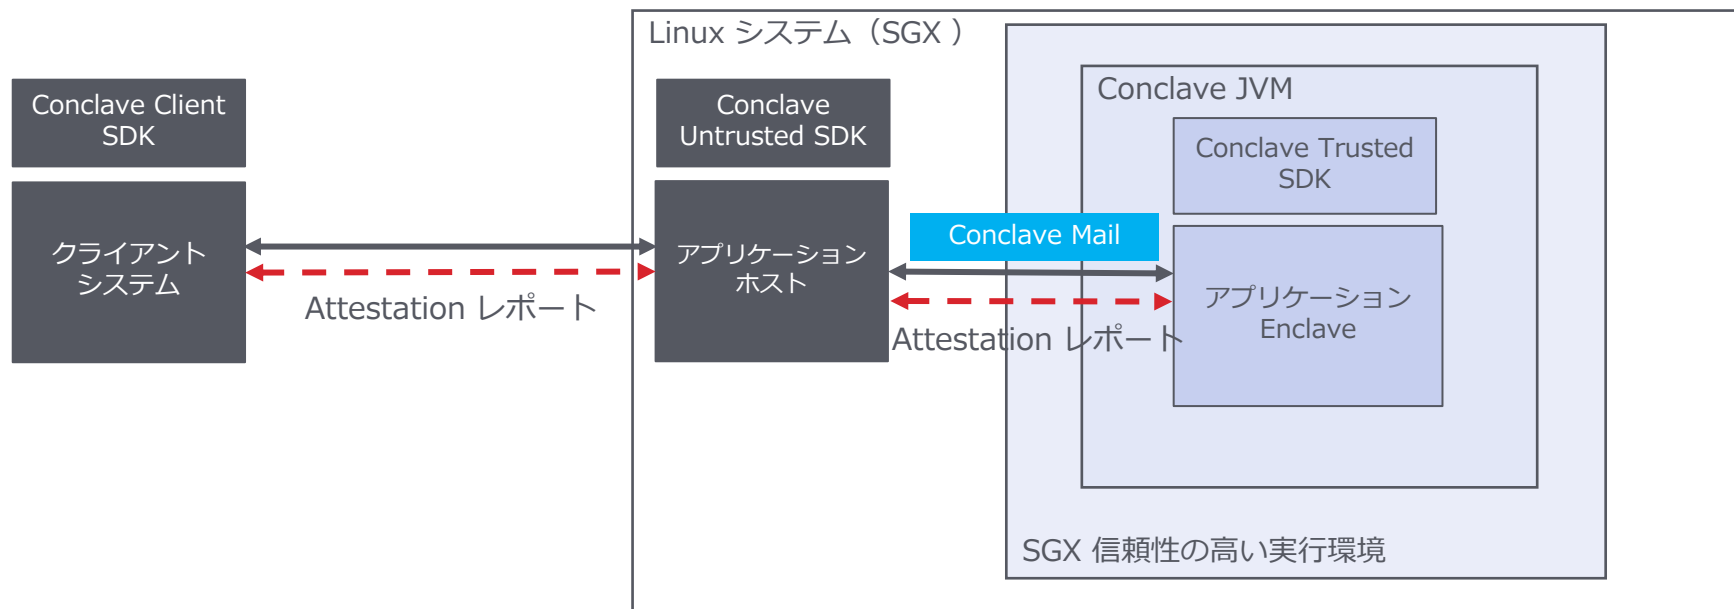 Linux システム（SGX ）
Conclave Client
SDK
Conclave
Untrusted SDK
Conclave JVM
Conclave Trusted
SDK
クライアント
システム
アプリケーション
ホスト
Conclave Mail
アプリケーション
Enclave
Attestation レポート
Attestation レポート
SGX 信頼性の高い実行環境